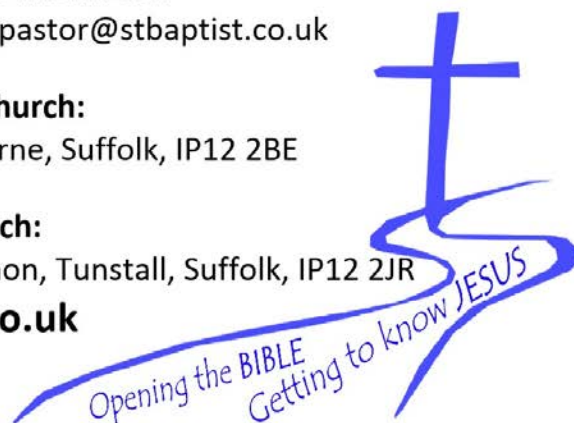 pastor@stbaptist.co.uk
hurch:
rne, Suffolk, IP12 2BE
ch:
on, Tunstall, Suffolk, IP12 2JR
o.uk
Opening the BIBLE
Getting to know JESUS